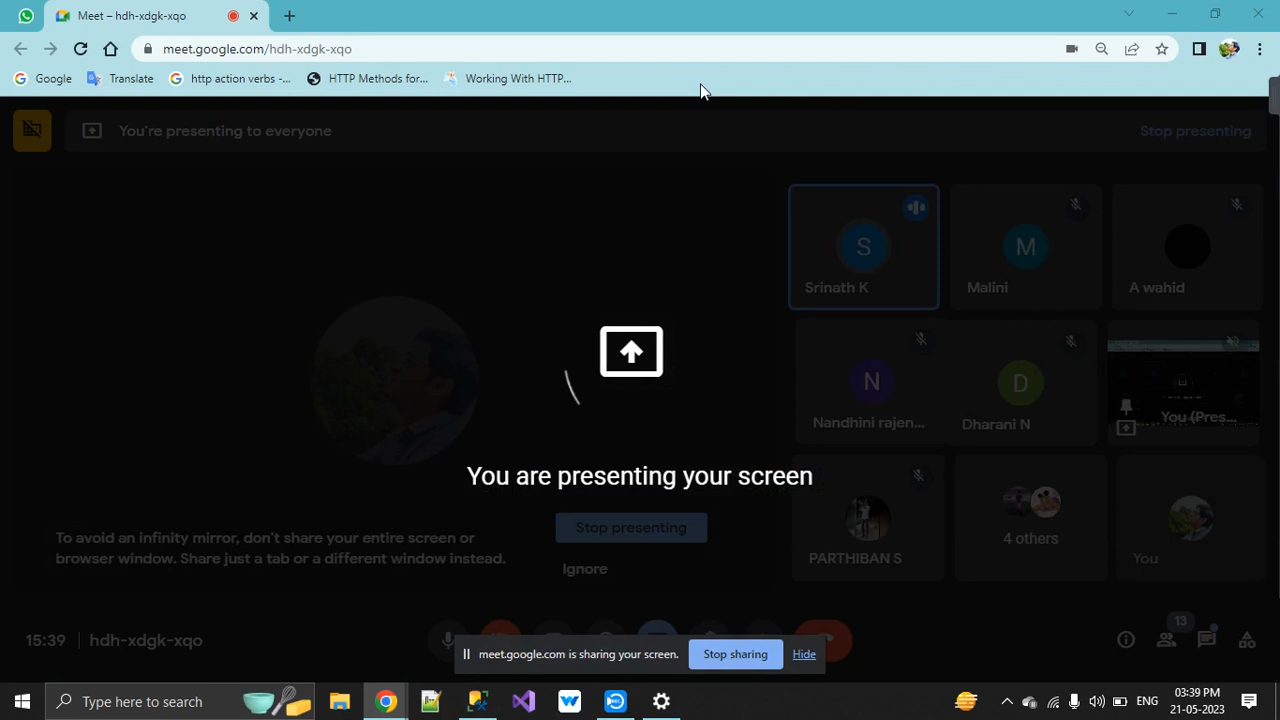 Meet – hdh-xdgk-xqo
meet.google.com/hdh-xdgk-xqo
Google Translate http action verbs -... HTTP Methods for... Working With HTTP...
You're presenting to everyone
Stop presenting
S
Srinath K
M
Malini
A wahid
N
Nandhini rajen...
D
Dharani N
You (Pres...
You are presenting your screen
Stop presenting
Ignore
To avoid an infinity mirror, don't share your entire screen or
browser window. Share just a tab or a different window instead.
PARTHIBAN S
4 others
You
15:39 hdh-xdgk-xqo
13
meet.google.com is sharing your screen. Stop sharing Hide
Type here to search
ENG
03:39 PM
21-05-2023